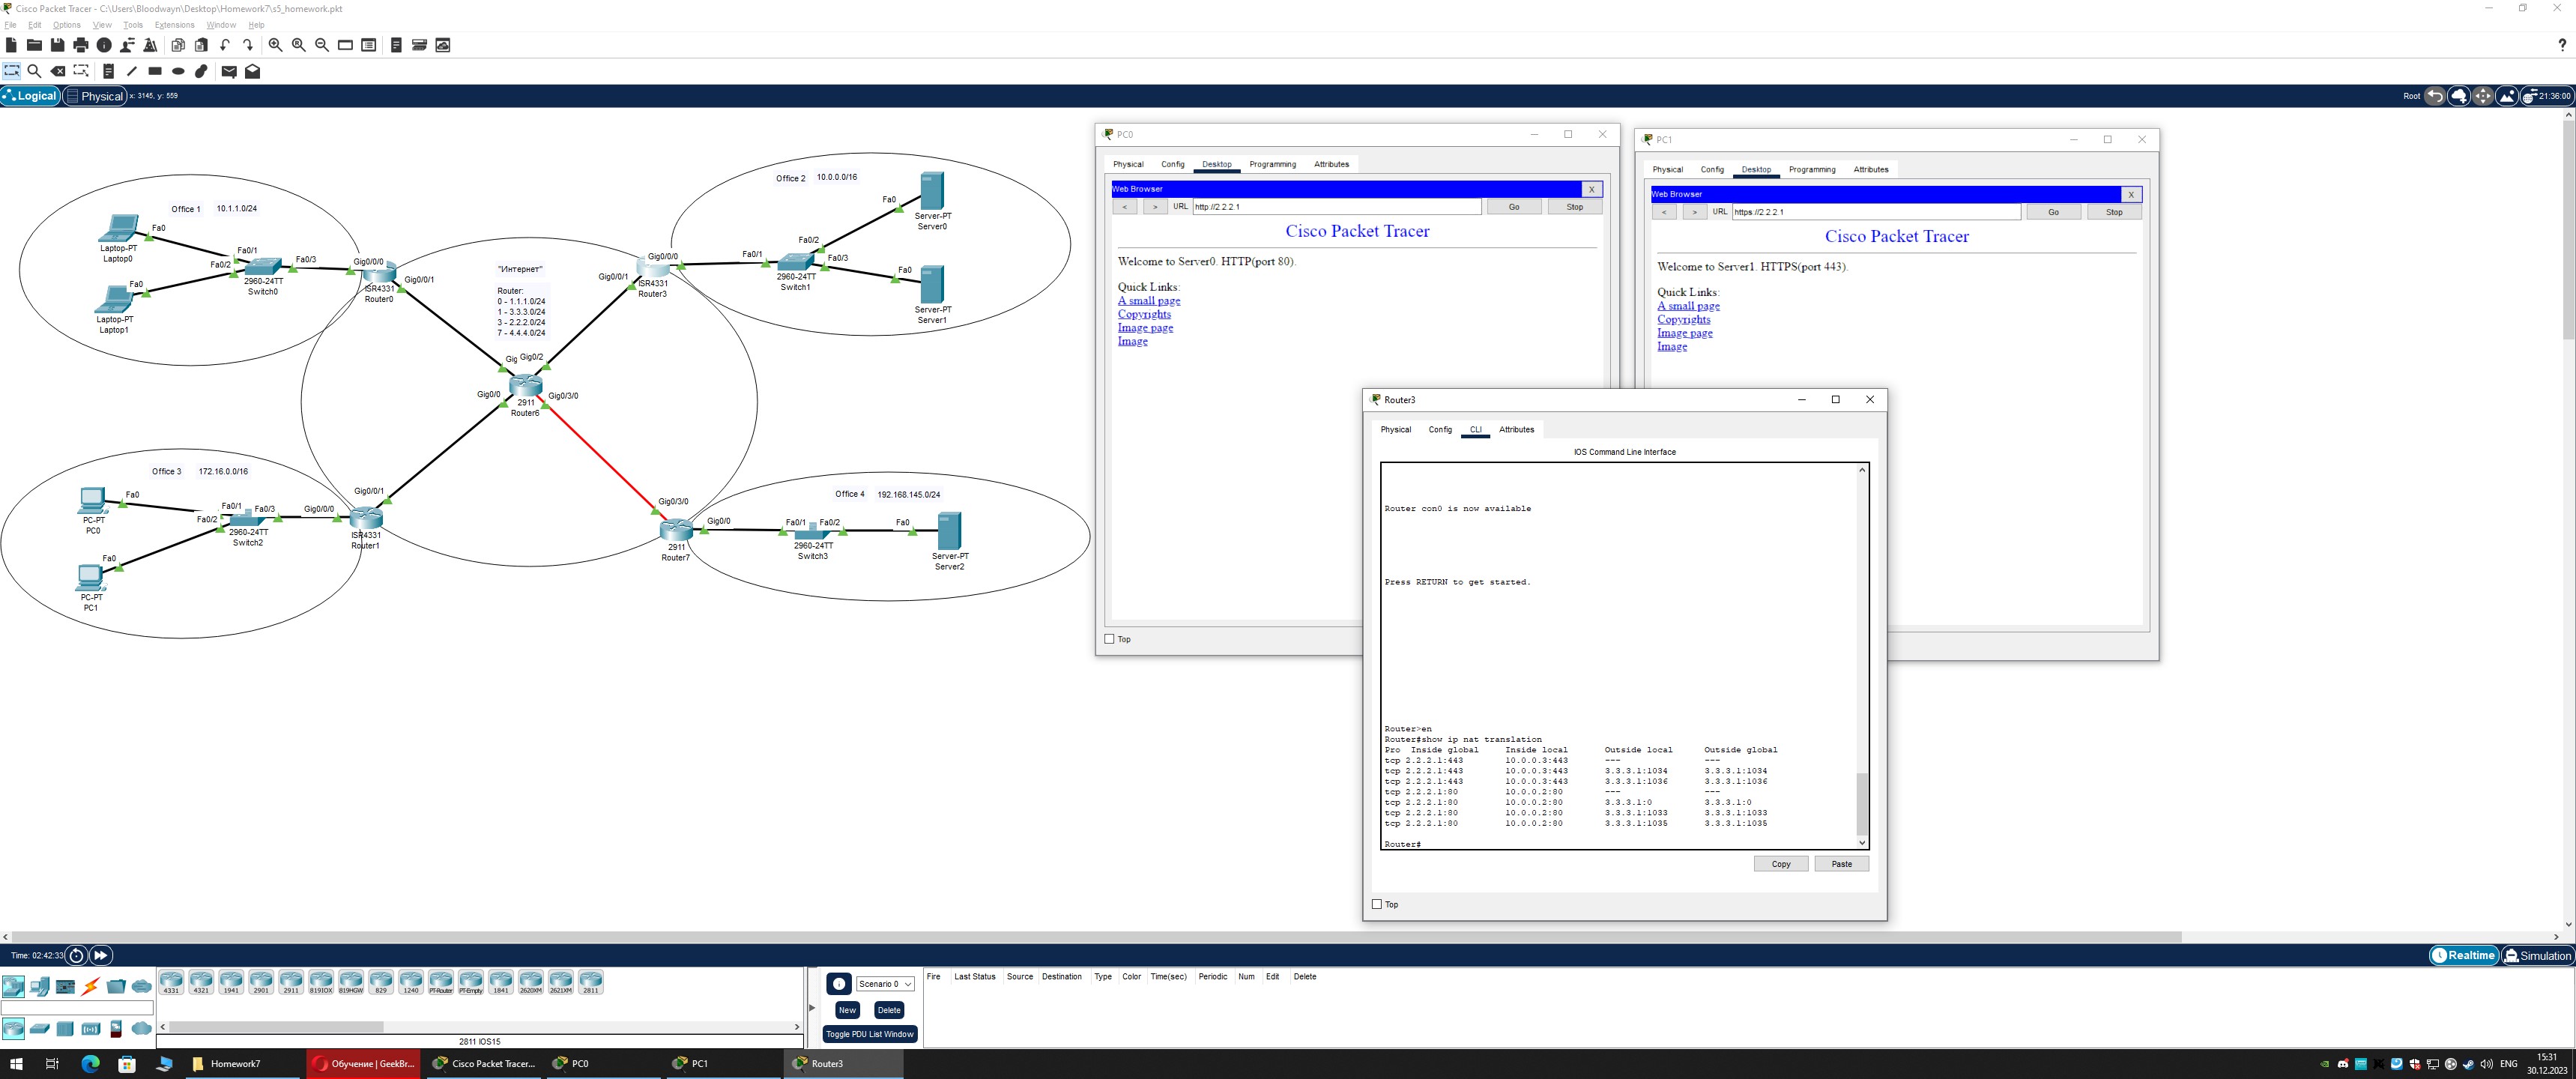 Cisco Packet Tracer - C:\Users\Bloodwayn\Desktop\Homework7\s5_homework.pkt
File Edit Options View Tools Extensions Window Help
Logical Physical x: 3145, y: 559
Root 21:36:00
Office 1 10.1.1.0/24
Fa0
Laptop-PT
Laptop0
Fa0/1
Fa0/2
Fa0/3
2960-24TT
Switch0
Fa0
Laptop-PT
Laptop1
Gig0/0/0
Gig0/0/1
ISR4331
Router0
"Интернет"
Router:
0 - 1.1.1.0/24
1 - 3.3.3.0/24
3 - 2.2.2.0/24
7 - 4.4.4.0/24
Gig0/0/0
Gig0/0/1
ISR4331
Router3
Office 2 10.0.0.0/16
Fa0
Server-PT
Server0
Fa0/1
Fa0/2
Fa0/3
2960-24TT
Switch1
Fa0
Server-PT
Server1
Gig Gig0/2
Gig0/0
Gig0/3/0
2911
Router6
Office 3 172.16.0.0/16
Fa0
PC-PT
PC0
Fa0/1 Fa0/3
Fa0/2
2960-24TT
Switch2
Fa0
PC-PT
PC1
Gig0/0/1
Gig0/0/0
ISR4331
Router1
Gig0/3/0
Gig0/0
2911
Router7
Office 4 192.168.145.0/24
Fa0/1 Fa0/2
2960-24TT
Switch3
Fa0
Server-PT
Server2
PC0
Physical Config Desktop Programming Attributes
Web Browser X
< > URL http://2.2.2.1 Go Stop
Cisco Packet Tracer
Welcome to Server0. HTTP(port 80).
Quick Links:
A small page
Copyrights
Image page
Image
Top
PC1
Physical Config Desktop Programming Attributes
Web Browser X
< > URL https://2.2.2.1 Go Stop
Cisco Packet Tracer
Welcome to Server1. HTTPS(port 443).
Quick Links:
A small page
Copyrights
Image page
Image
Router3
Physical Config CLI Attributes
IOS Command Line Interface
Router con0 is now available
Press RETURN to get started.
Router>en
Router#show ip nat translation
Pro Inside global Inside local Outside local Outside global
tcp 2.2.2.1:443 10.0.0.3:443 --- ---
tcp 2.2.2.1:443 10.0.0.3:443 3.3.3.1:1034 3.3.3.1:1034
tcp 2.2.2.1:443 10.0.0.3:443 3.3.3.1:1036 3.3.3.1:1036
tcp 2.2.2.1:80 10.0.0.2:80 --- ---
tcp 2.2.2.1:80 10.0.0.2:80 3.3.3.1:0 3.3.3.1:0
tcp 2.2.2.1:80 10.0.0.2:80 3.3.3.1:1033 3.3.3.1:1033
tcp 2.2.2.1:80 10.0.0.2:80 3.3.3.1:1035 3.3.3.1:1035
Router#
Copy Paste
Top
Time: 02:42:33
Realtime Simulation
4331 4321 1941 2901 2911 819IOX 819HGW 829 1240 PT-Router PT-Empty 1841 2620XM 2621XM 2811
2811 IOS15
Scenario 0
New Delete
Toggle PDU List Window
Fire Last Status Source Destination Type Color Time(sec) Periodic Num Edit Delete
Homework7
Обучение | GeekBr...
Cisco Packet Tracer...
PC0
PC1
Router3
ENG
15:31
30.12.2023